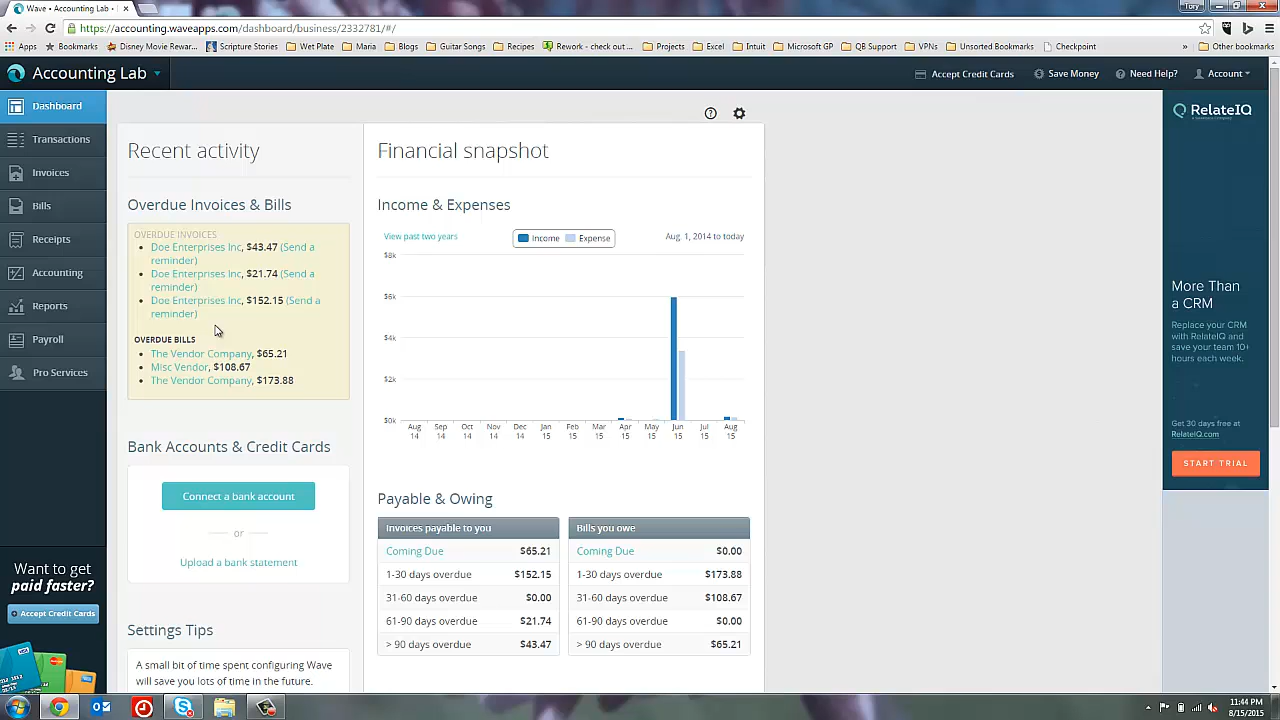 Wave • Accounting Lab •
Tory
https://accounting.waveapps.com/dashboard/business/2332781/#/
Apps
Bookmarks
Disney Movie Rewar...
Scripture Stories
Wet Plate
Maria
Blogs
Guitar Songs
Recipes
Rework - check out ...
Projects
Excel
Intuit
Microsoft GP
QB Support
VPNs
Unsorted Bookmarks
Checkpoint
»
Other bookmarks
Accounting Lab
Accept Credit Cards
Save Money
Need Help?
Account
Dashboard
Transactions
Invoices
Bills
Receipts
Accounting
Reports
Payroll
Pro Services
Want to get
paid faster?
+ Accept Credit Cards
Recent activity
Overdue Invoices & Bills
OVERDUE INVOICES
• Doe Enterprises Inc, $43.47 (Send a
reminder)
• Doe Enterprises Inc, $21.74 (Send a
reminder)
• Doe Enterprises Inc, $152.15 (Send a
reminder)
OVERDUE BILLS
• The Vendor Company, $65.21
• Misc Vendor, $108.67
• The Vendor Company, $173.88
Bank Accounts & Credit Cards
Connect a bank account
or
Upload a bank statement
Settings Tips
A small bit of time spent configuring Wave
will save you lots of time in the future.
Financial snapshot
Income & Expenses
View past two years
Income Expense
Aug. 1, 2014 to today
$8k
$6k
$4k
$2k
$0k
Aug Sep Oct Nov Dec Jan Feb Mar Apr May Jun Jul Aug
14 14 14 14 14 15 15 15 15 15 15 15 15
Payable & Owing
Invoices payable to you
Coming Due $65.21
1-30 days overdue $152.15
31-60 days overdue $0.00
61-90 days overdue $21.74
> 90 days overdue $43.47
Bills you owe
Coming Due $0.00
1-30 days overdue $173.88
31-60 days overdue $108.67
61-90 days overdue $0.00
> 90 days overdue $65.21
RelateIQ
More Than
a CRM
Replace your CRM
with RelateIQ and
save your team 10+
hours each week.
Get 30 days free at
RelateIQ.com
START TRIAL
11:44 PM
8/15/2015